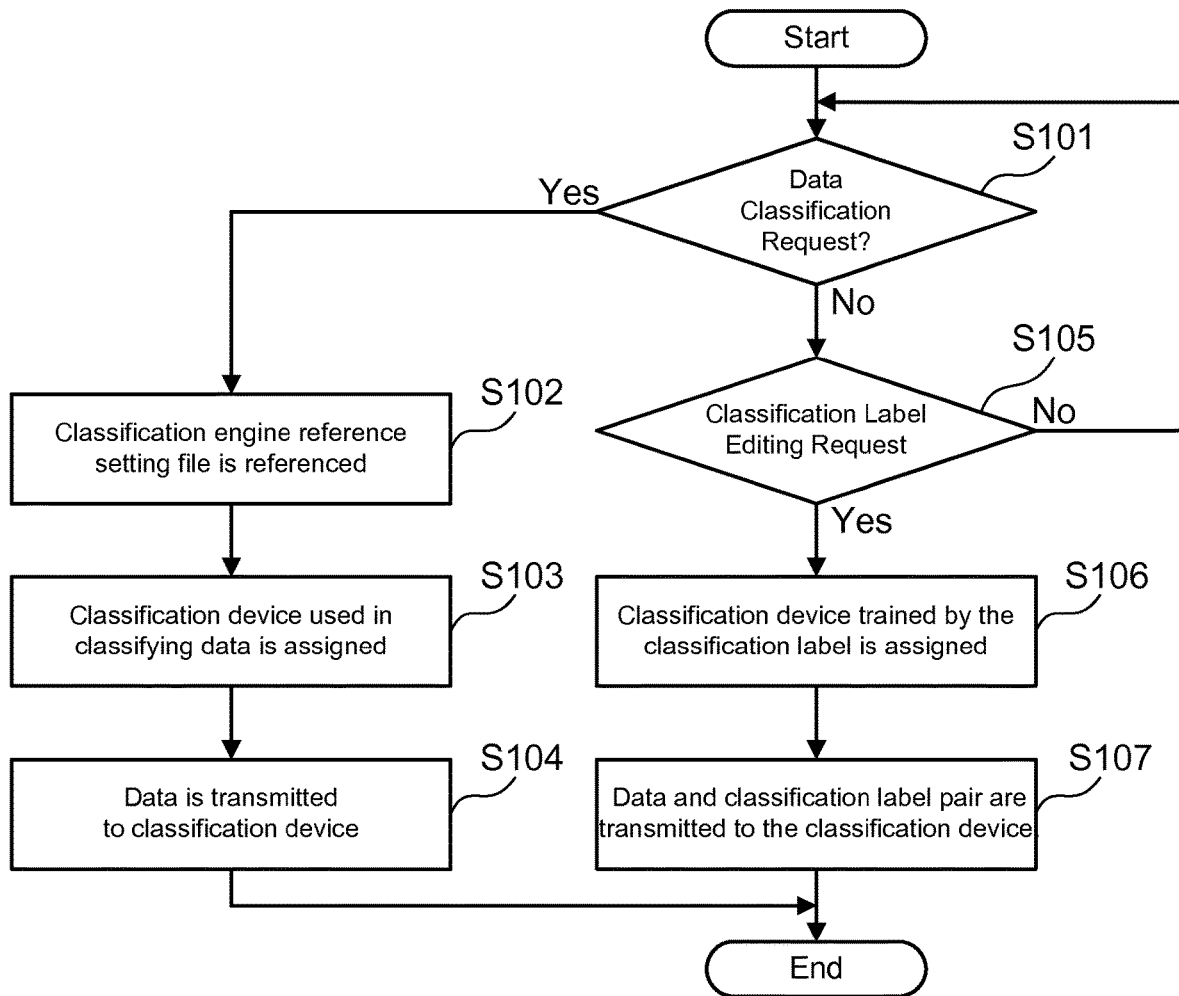 Start
S101
Data
Classification
Request?
Yes
No
S105
Classification Label
Editing Request
No
Yes
S102
Classification engine reference
setting file is referenced
S103
Classification device used in
classifying data is assigned
S106
Classification device trained by the
classification label is assigned
S104
Data is transmitted
to classification device
S107
Data and classification label pair are
transmitted to the classification device.
End